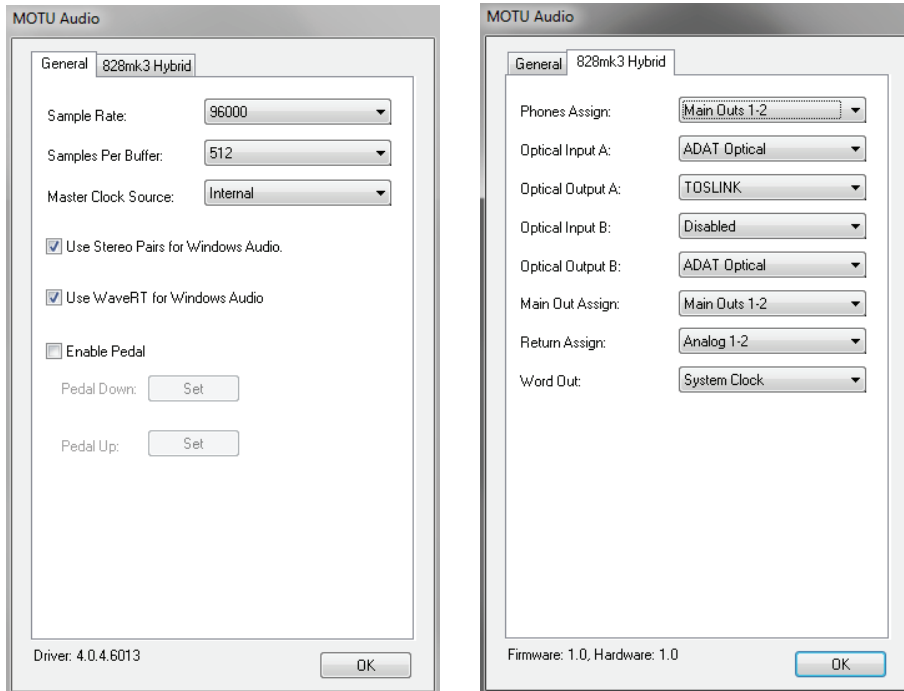 MOTU Audio
General 828mk3 Hybrid
Sample Rate: 96000
Samples Per Buffer: 512
Master Clock Source: Internal
Use Stereo Pairs for Windows Audio.
Use WaveRT for Windows Audio
Enable Pedal
Pedal Down: Set
Pedal Up: Set
Driver: 4.0.4.6013 OK
MOTU Audio
General 828mk3 Hybrid
Phones Assign: Main Outs 1-2
Optical Input A: ADAT Optical
Optical Output A: TOSLINK
Optical Input B: Disabled
Optical Output B: ADAT Optical
Main Out Assign: Main Outs 1-2
Return Assign: Analog 1-2
Word Out: System Clock
Firmware: 1.0, Hardware: 1.0 OK